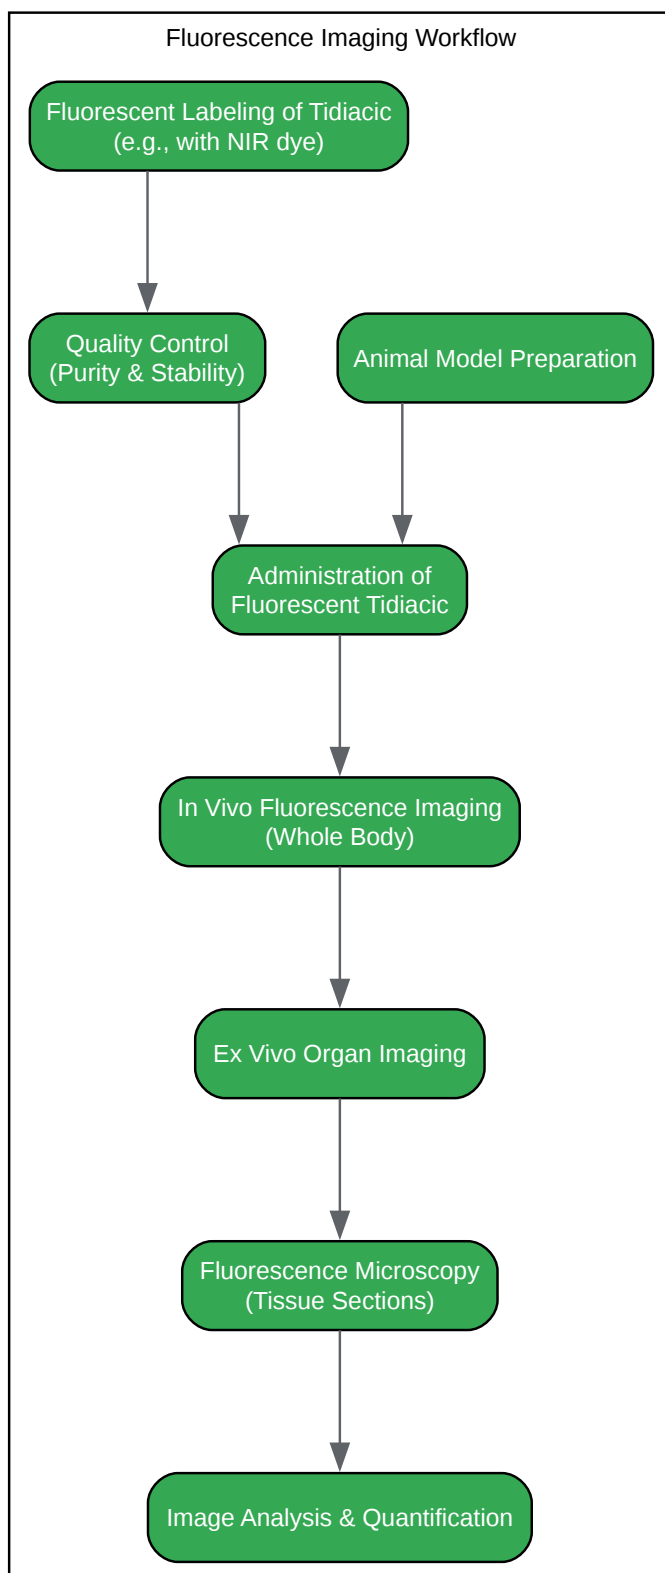 Fluorescence Imaging Workflow
Fluorescent Labeling of Tidiacic
(e.g., with NIR dye)
Quality Control
(Purity & Stability)
Animal Model Preparation
Administration of
Fluorescent Tidiacic
In Vivo Fluorescence Imaging
(Whole Body)
Ex Vivo Organ Imaging
Fluorescence Microscopy
(Tissue Sections)
Image Analysis & Quantification